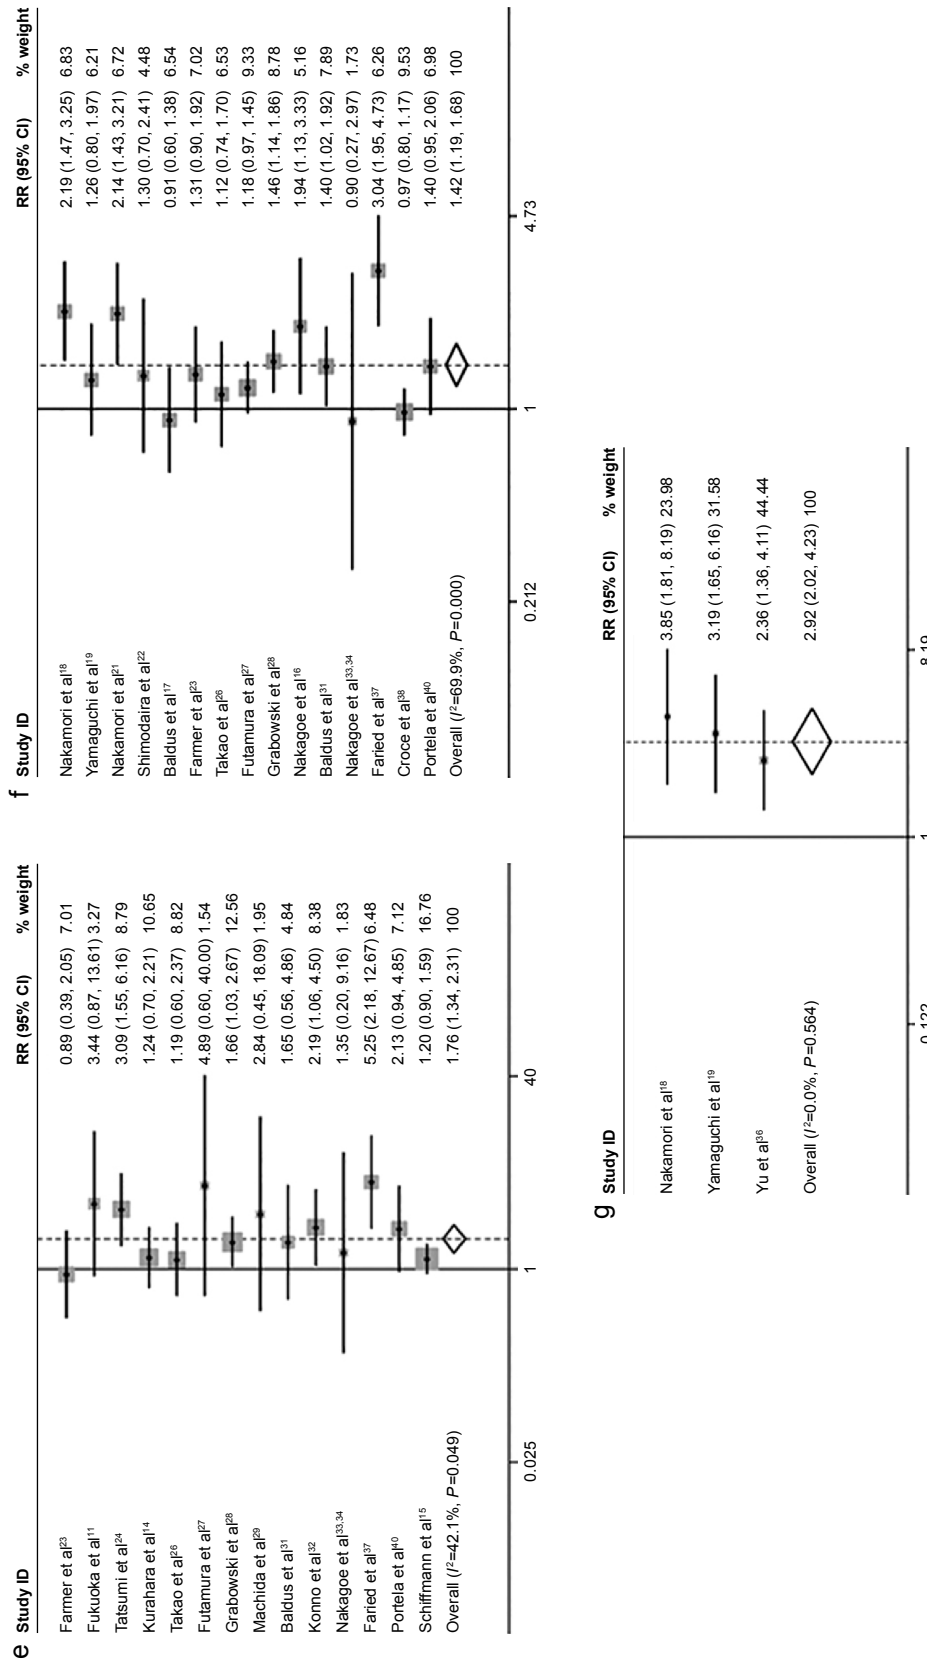 e
Study ID RR (95% CI) % weight
Farmer et al23 0.89 (0.39, 2.05) 7.01
Fukuoka et al11 3.44 (0.87, 13.61) 3.27
Tatsumi et al24 3.09 (1.55, 6.16) 8.79
Kurahara et al14 1.24 (0.70, 2.21) 10.65
Takao et al26 1.19 (0.60, 2.37) 8.82
Futamura et al27 4.89 (0.60, 40.00) 1.54
Grabowski et al28 1.66 (1.03, 2.67) 12.56
Machida et al29 2.84 (0.45, 18.09) 1.95
Baldus et al31 1.65 (0.56, 4.86) 4.84
Konno et al32 2.19 (1.06, 4.50) 8.38
Nakagoe et al33,34 1.35 (0.20, 9.16) 1.83
Faried et al37 5.25 (2.18, 12.67) 6.48
Portela et al40 2.13 (0.94, 4.85) 7.12
Schiffmann et al15 1.20 (0.90, 1.59) 16.76
Overall (I2=42.1%, P=0.049) 1.76 (1.34, 2.31) 100
0.025 1 40
f
Study ID RR (95% CI) % weight
Nakamori et al18 2.19 (1.47, 3.25) 6.83
Yamaguchi et al19 1.26 (0.80, 1.97) 6.21
Nakamori et al21 2.14 (1.43, 3.21) 6.72
Shimodaira et al22 1.30 (0.70, 2.41) 4.48
Baldus et al17 0.91 (0.60, 1.38) 6.54
Farmer et al23 1.31 (0.90, 1.92) 7.02
Takao et al26 1.12 (0.74, 1.70) 6.53
Futamura et al27 1.18 (0.97, 1.45) 9.33
Grabowski et al28 1.46 (1.14, 1.86) 8.78
Nakagoe et al16 1.94 (1.13, 3.33) 5.16
Baldus et al31 1.40 (1.02, 1.92) 7.89
Nakagoe et al33,34 0.90 (0.27, 2.97) 1.73
Faried et al37 3.04 (1.95, 4.73) 6.26
Croce et al38 0.97 (0.80, 1.17) 9.53
Portela et al40 1.40 (0.95, 2.06) 6.98
Overall (I2=69.9%, P=0.000) 1.42 (1.19, 1.68) 100
0.212 1 4.73
g
Study ID RR (95% CI) % weight
Nakamori et al18 3.85 (1.81, 8.19) 23.98
Yamaguchi et al19 3.19 (1.65, 6.16) 31.58
Yu et al36 2.36 (1.36, 4.11) 44.44
Overall (I2=0.0%, P=0.564) 2.92 (2.02, 4.23) 100
0.122 1 8.19